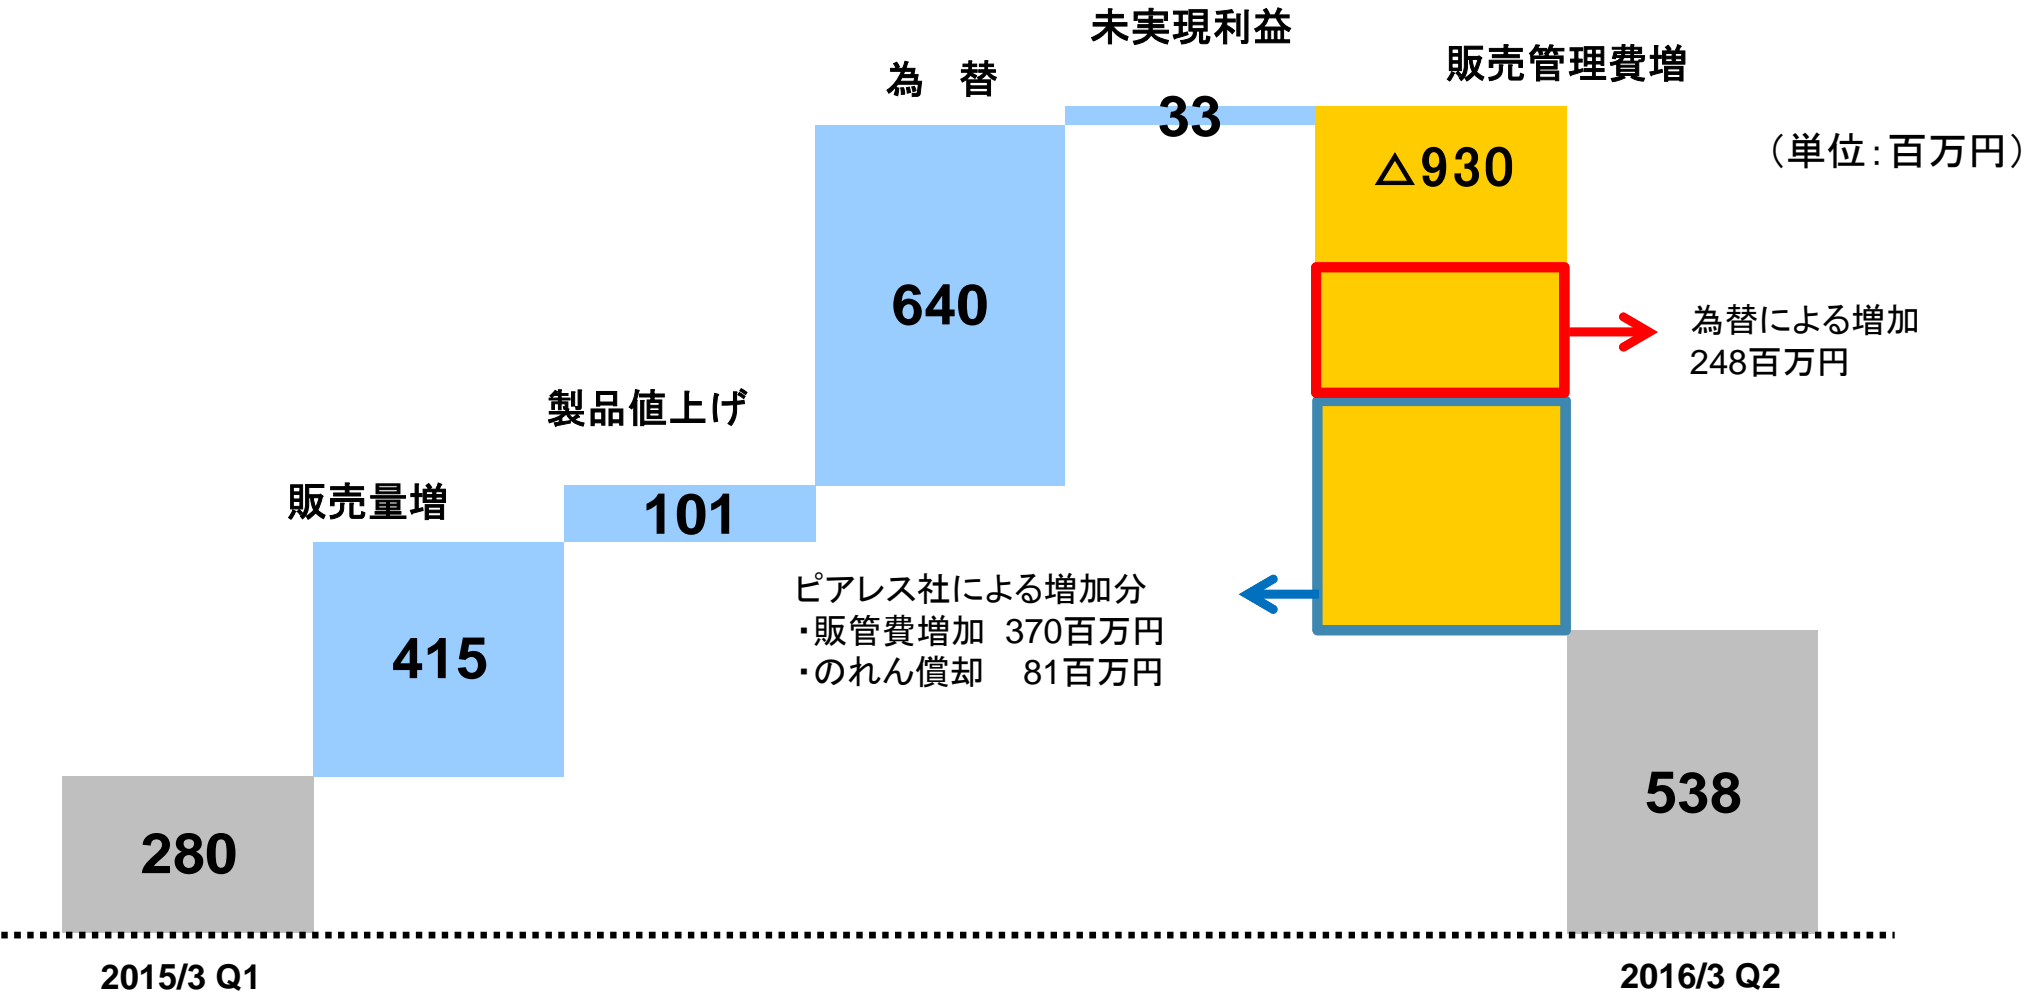 未実現利益
販売管理費増
為　替
33
(単位:百万円)
△930
640
為替による増加
248百万円
製品値上げ
販売量増
101
ピアレス社による増加分
・販管費増加 370百万円
・のれん償却　81百万円
415
538
280
2015/3 Q1
2016/3 Q2